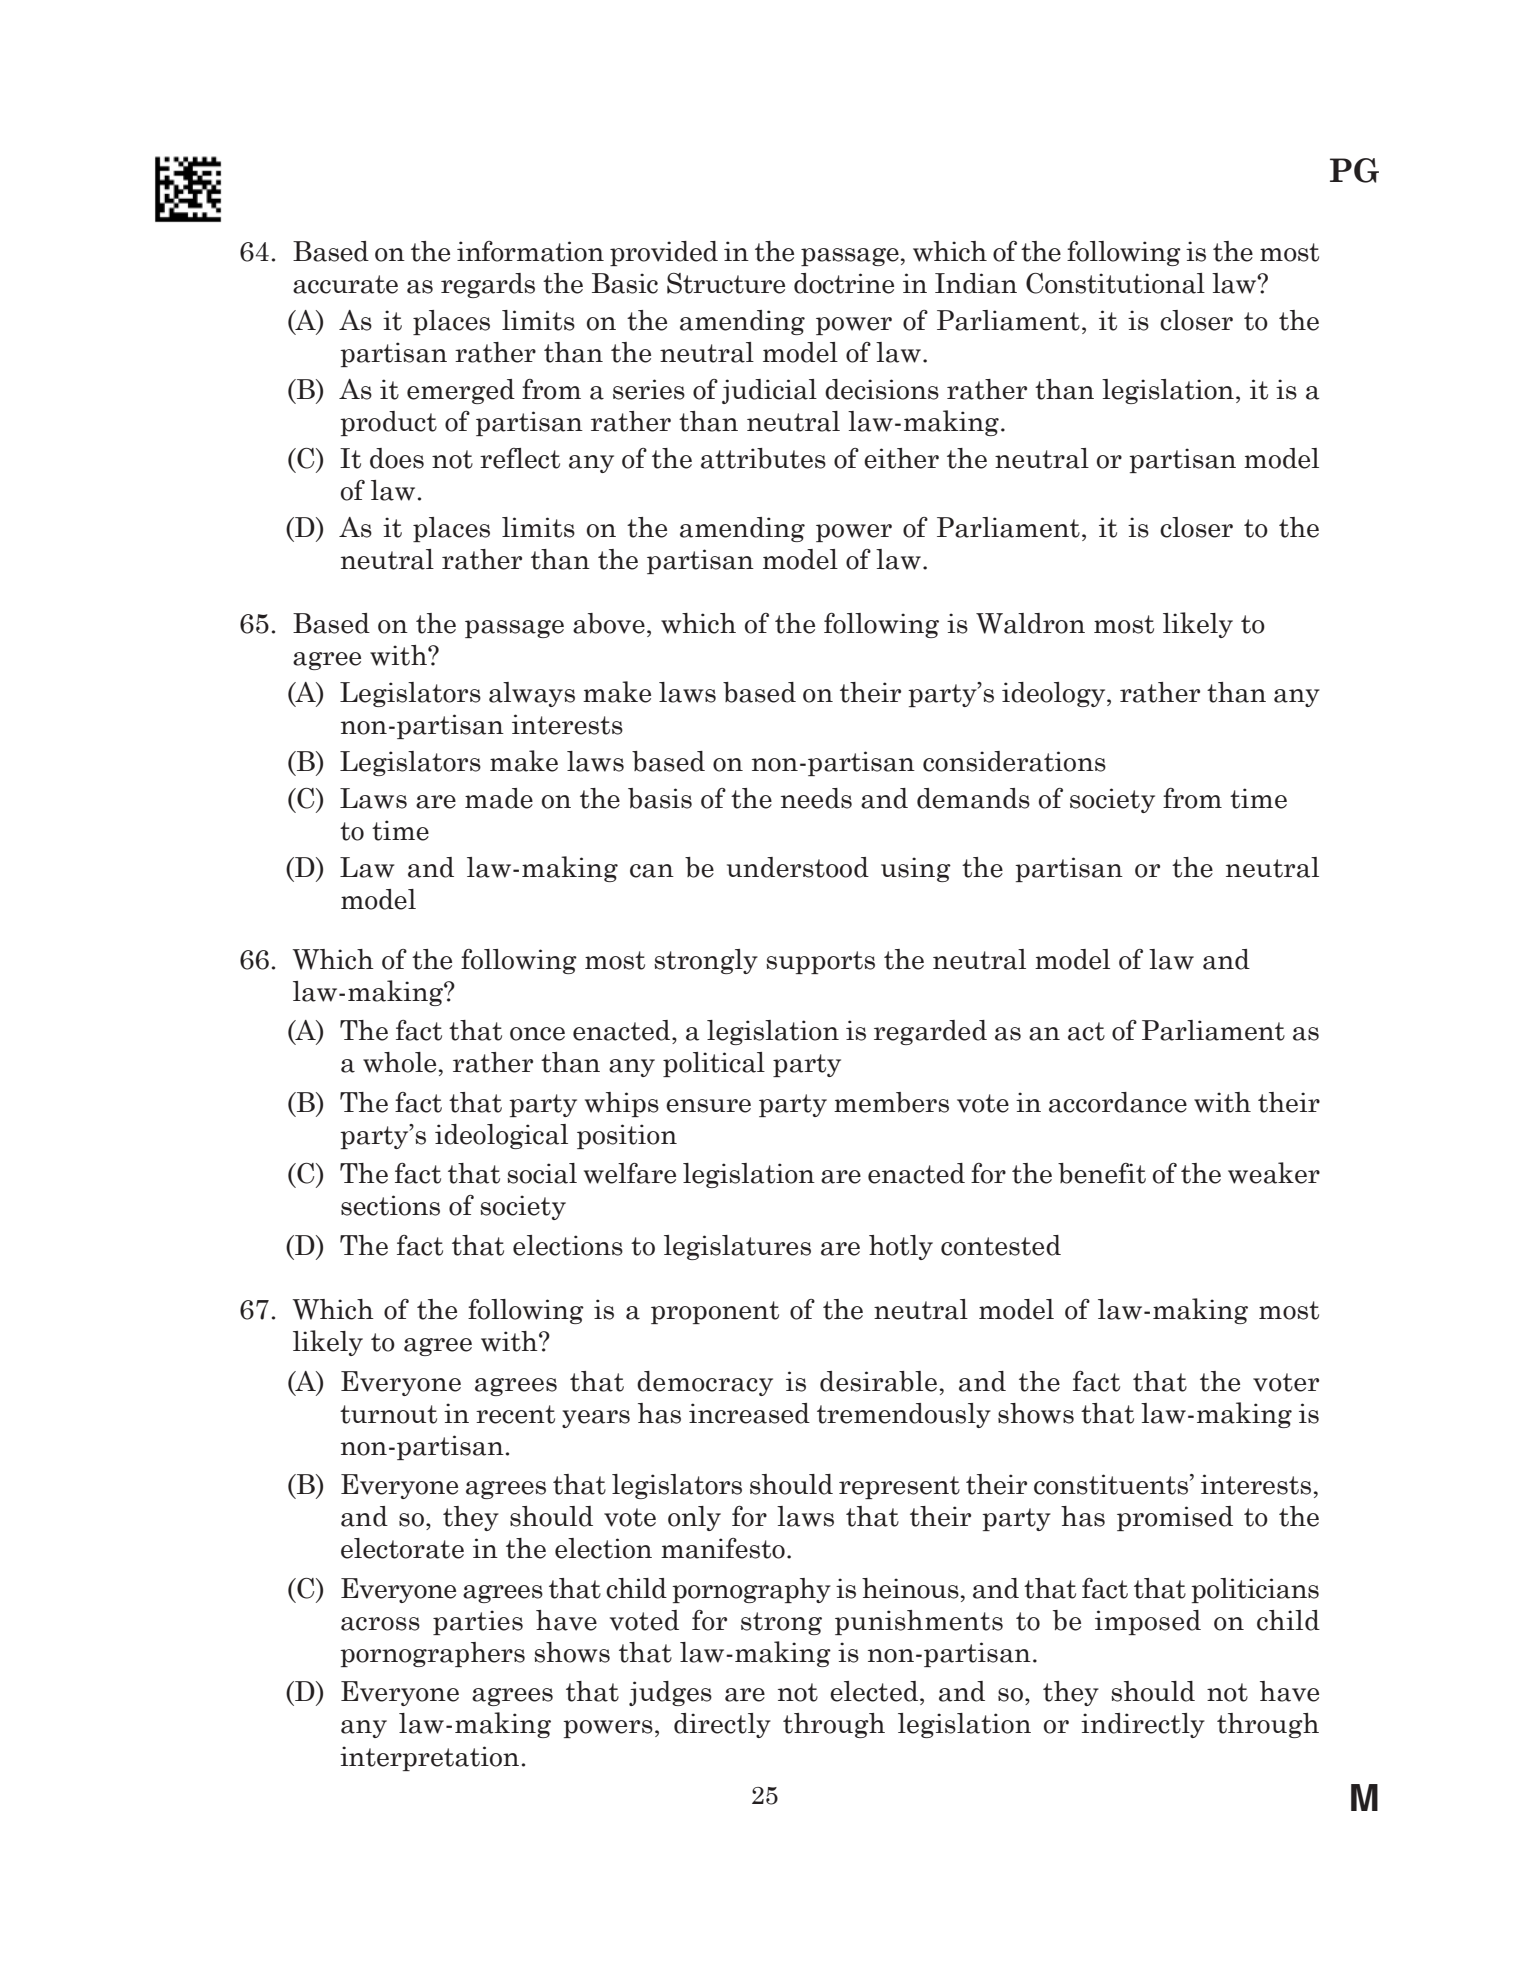 PG
64. Based on the information provided in the passage, which of the following is the most
accurate as regards the Basic Structure doctrine in Indian Constitutional law?
(A) As it places limits on the amending power of Parliament, it is closer to the
partisan rather than the neutral model of law.
(B) As it emerged from a series of judicial decisions rather than legislation, it is a
product of partisan rather than neutral law-making.
(C) It does not reflect any of the attributes of either the neutral or partisan model
of law.
(D) As it places limits on the amending power of Parliament, it is closer to the
neutral rather than the partisan model of law.
65. Based on the passage above, which of the following is Waldron most likely to
agree with?
(A) Legislators always make laws based on their party’s ideology, rather than any
non-partisan interests
(B) Legislators make laws based on non-partisan considerations
(C) Laws are made on the basis of the needs and demands of society from time
to time
(D) Law and law-making can be understood using the partisan or the neutral
model
66. Which of the following most strongly supports the neutral model of law and
law-making?
(A) The fact that once enacted, a legislation is regarded as an act of Parliament as
a whole, rather than any political party
(B) The fact that party whips ensure party members vote in accordance with their
party’s ideological position
(C) The fact that social welfare legislation are enacted for the benefit of the weaker
sections of society
(D) The fact that elections to legislatures are hotly contested
67. Which of the following is a proponent of the neutral model of law-making most
likely to agree with?
(A) Everyone agrees that democracy is desirable, and the fact that the voter
turnout in recent years has increased tremendously shows that law-making is
non-partisan.
(B) Everyone agrees that legislators should represent their constituents’ interests,
and so, they should vote only for laws that their party has promised to the
electorate in the election manifesto.
(C) Everyone agrees that child pornography is heinous, and that fact that politicians
across parties have voted for strong punishments to be imposed on child
pornographers shows that law-making is non-partisan.
(D) Everyone agrees that judges are not elected, and so, they should not have
any law-making powers, directly through legislation or indirectly through
interpretation.
25
M